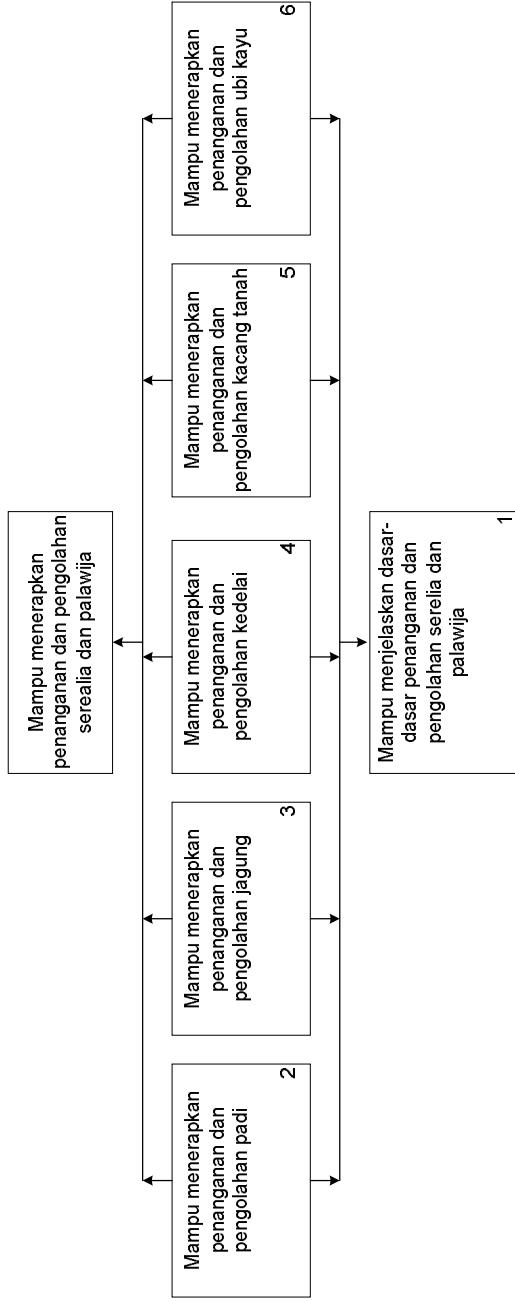 Mampu menerapkan
penanganan dan pengolahan
serealia dan palawija
Mampu menerapkan
penanganan dan
pengolahan padi
2
Mampu menerapkan
penanganan dan
pengolahan jagung
3
Mampu menerapkan
penanganan dan
pengolahan kedelai
4
Mampu menerapkan
penanganan dan
pengolahan kacang tanah
5
Mampu menerapkan
penanganan dan
pengolahan ubi kayu
6
Mampu menjelaskan dasar-
dasar penanganan dan
pengolahan serelia dan
palawija
1